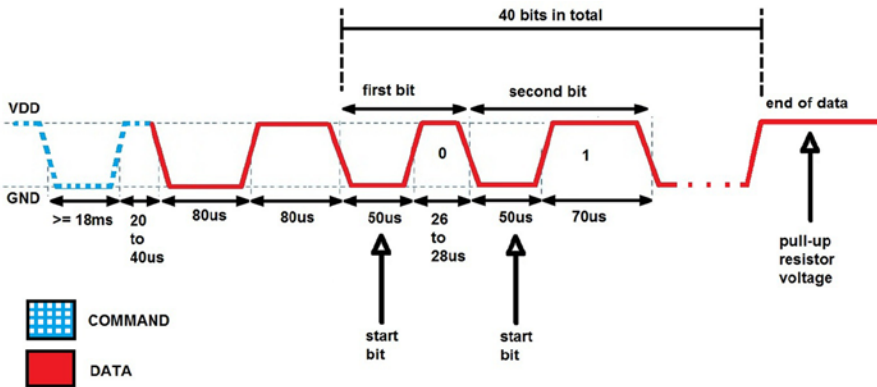 40 bits in total
first bit
second bit
end of data
VDD
0
1
GND
>= 18ms
20
to
40us
80us
80us
50us
26
to
28us
50us
70us
pull-up
resistor
voltage
start
bit
start
bit
COMMAND
DATA